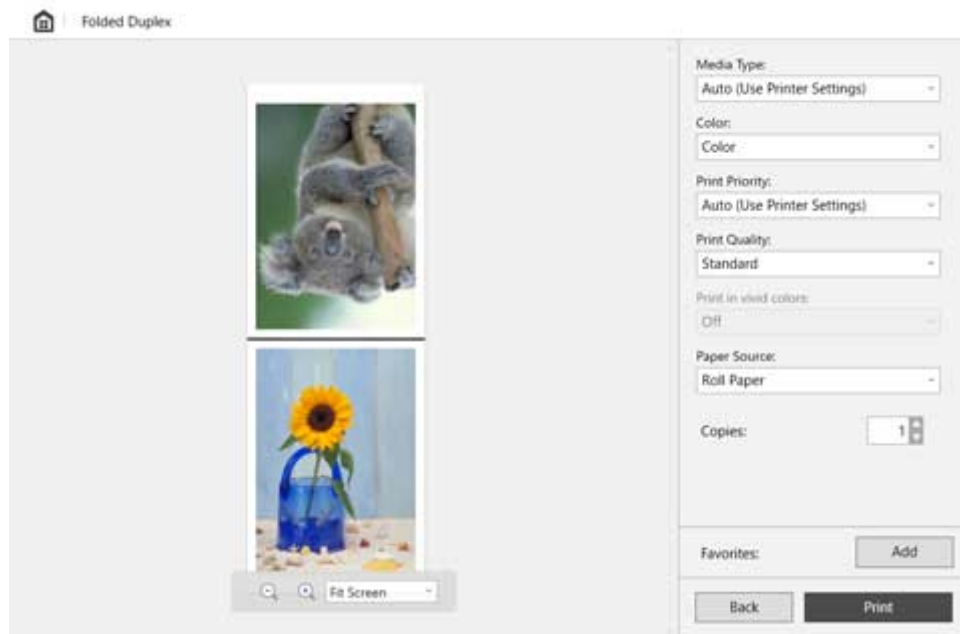 Folded Duplex
Media Type:
Auto (Use Printer Settings)
Color:
Color
Print Priority:
Auto (Use Printer Settings)
Print Quality:
Standard
Print in vivid colors:
Off
Paper Source:
Roll Paper
Copies:
1
Favorites:
Add
Fit Screen
Back
Print